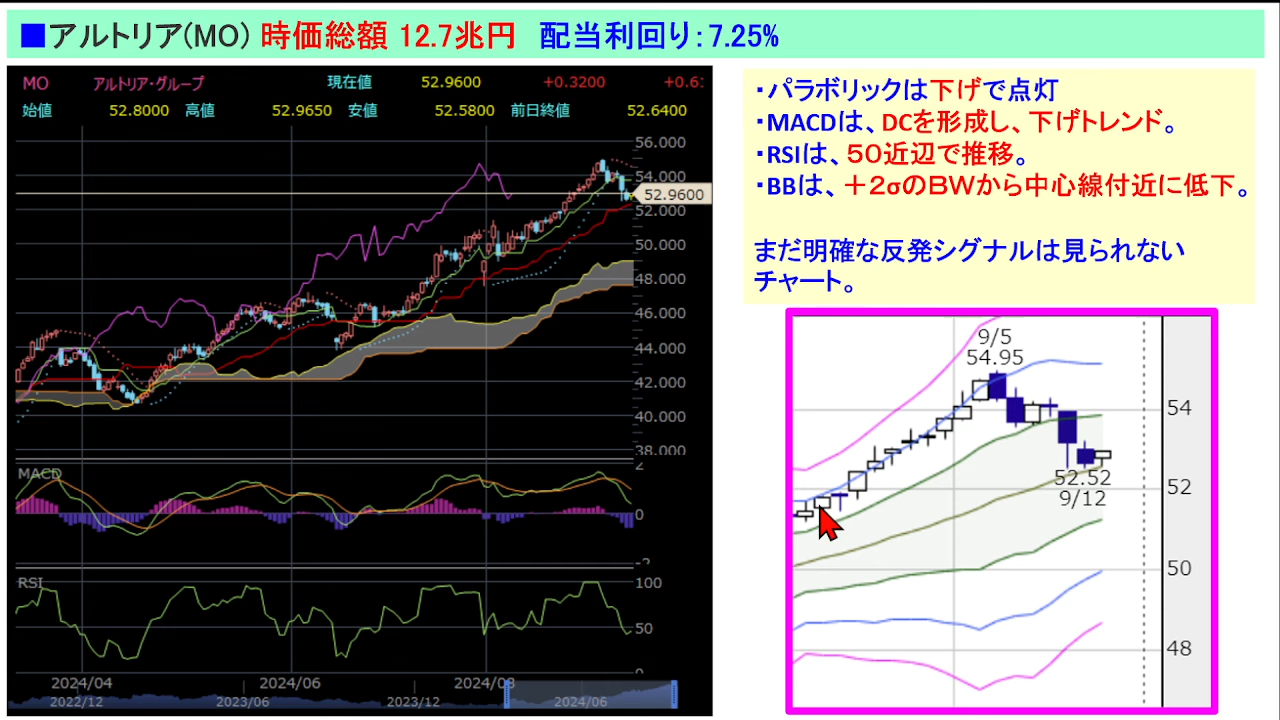 ■アルトリア(MO) 時価総額 12.7兆円 配当利回り：7.25%
MO アルトリア・グループ 現在値 52.9600 +0.3200
始値 52.8000 高値 52.9650 安値 52.5800 前日終値 52.6400
56.000
54.000
52.9600
52.000
50.000
48.000
46.000
44.000
42.000
40.000
38.000
MACD
2
0
-2
RSI
100
50
0
2024/04 2024/06
2022/12 2023/06 2023/12 2024/06
・パラボリックは下げで点灯
・MACDは、DCを形成し、下げトレンド。
・RSIは、５０近辺で推移。
・BBは、＋２σのＢＷから中心線付近に低下。
まだ明確な反発シグナルは見られない
チャート。
9/5
54.95
54
52.52
9/12
52
50
48